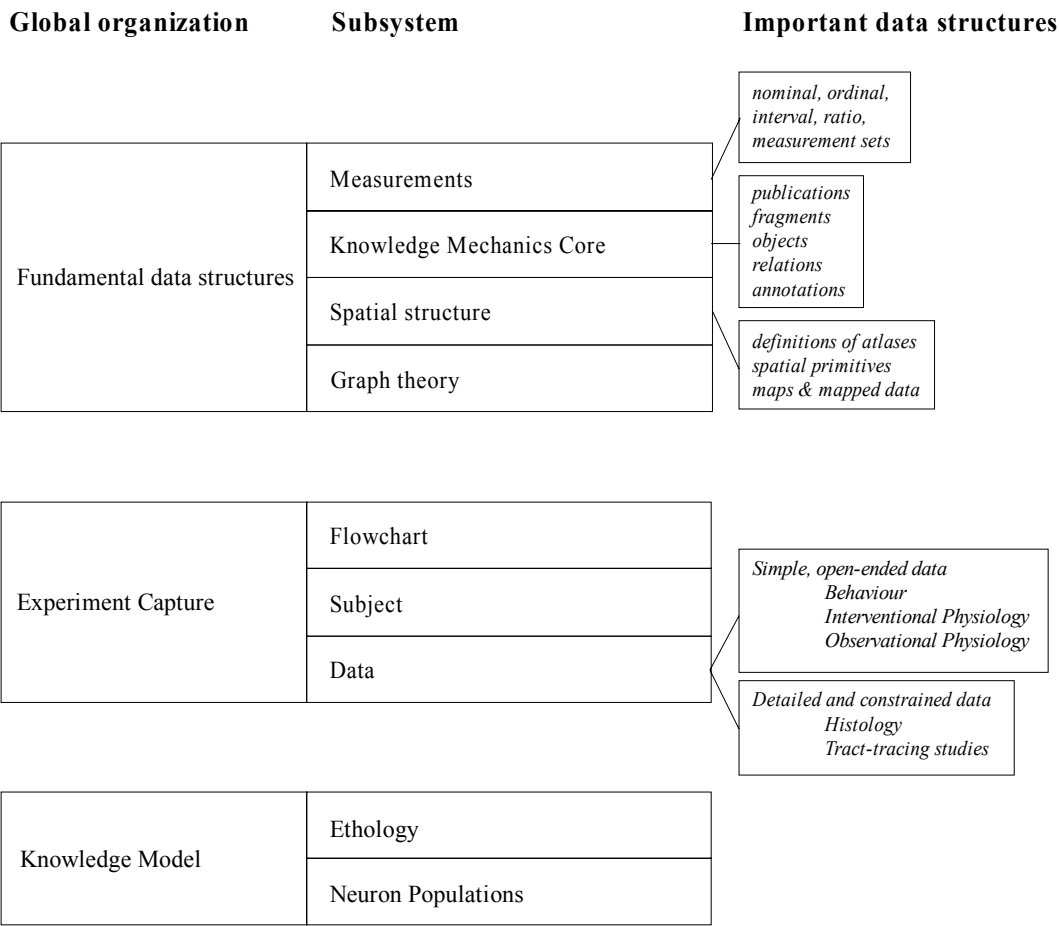 Global organization
Subsystem
Important data structures
nominal, ordinal,
interval, ratio,
measurement sets
Fundamental data structures
Measurements
Knowledge Mechanics Core
Spatial structure
Graph theory
publications
fragments
objects
relations
annotations
definitions of atlases
spatial primitives
maps & mapped data
Experiment Capture
Flowchart
Subject
Data
Simple, open-ended data
Behaviour
Interventional Physiology
Observational Physiology
Detailed and constrained data
Histology
Tract-tracing studies
Knowledge Model
Ethology
Neuron Populations